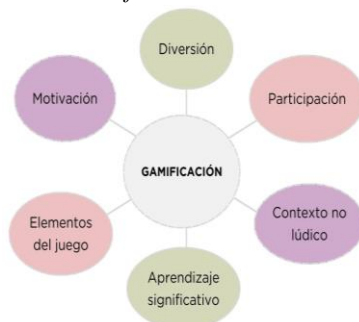 Diversión
Motivación
Participación
GAMIFICACIÓN
Elementos
del juego
Contexto no
lúdico
Aprendizaje
significativo